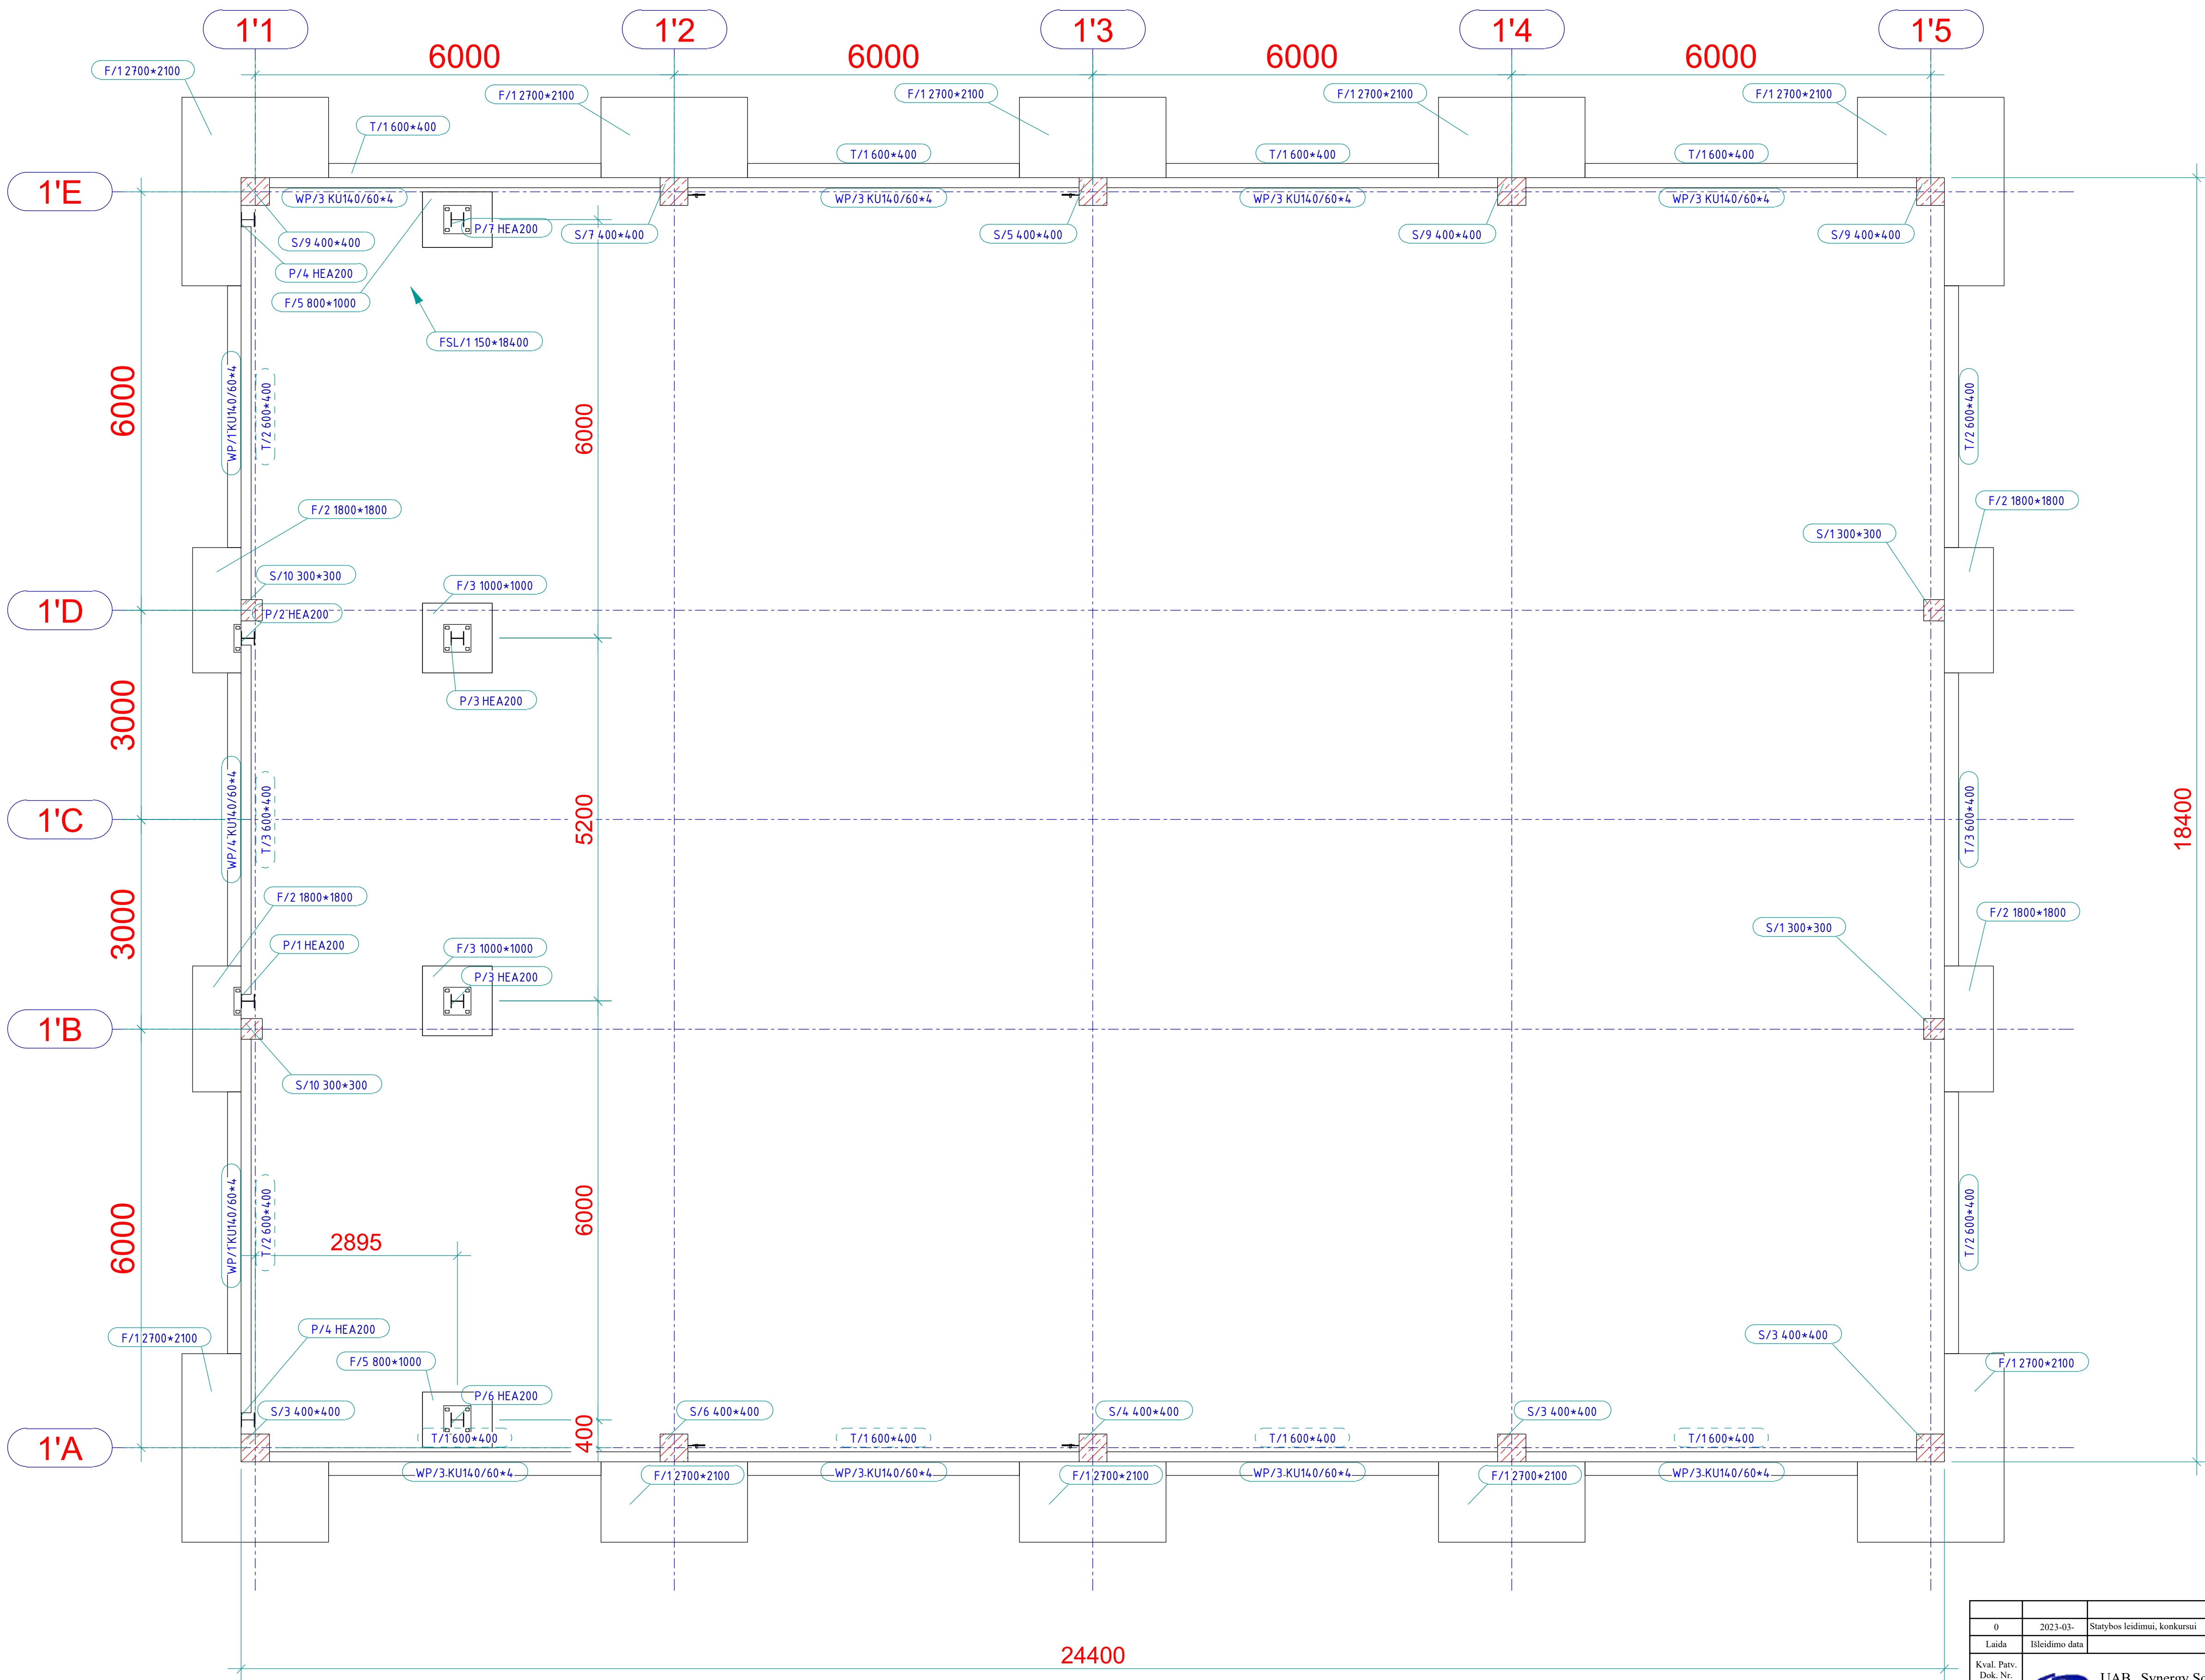 1'1 1'2 1'3 1'4 1'5
6000 6000 6000 6000
F/1 2700*2100
F/1 2700*2100
F/1 2700*2100
F/1 2700*2100
F/1 2700*2100
T/1 600*400
T/1 600*400
T/1 600*400
T/1 600*400
1'E
WP/3 KU140/60*4
WP/3 KU140/60*4
WP/3 KU140/60*4
WP/3 KU140/60*4
P/7 HEA200
S/9 400*400
S/7 400*400
S/5 400*400
S/9 400*400
S/9 400*400
P/4 HEA200
F/5 800*1000
FSL/1 150*18400
6000
WP/1 KU140/60*4
T/2 600*400
6000
T/2 600*400
F/2 1800*1800
F/2 1800*1800
S/1 300*300
S/10 300*300
F/3 1000*1000
1'D
P/2 HEA200
P/3 HEA200
3000
WP/4 KU140/60*4
T/3 600*400
1'C
5200
T/3 600*400
18400
3000
F/2 1800*1800
F/2 1800*1800
S/1 300*300
P/1 HEA200
F/3 1000*1000
P/3 HEA200
1'B
S/10 300*300
6000
WP/1 KU140/60*4
T/2 600*400
2895
6000
T/2 600*400
F/1 2700*2100
P/4 HEA200
S/3 400*400
F/5 800*1000
F/1 2700*2100
P/6 HEA200
S/3 400*400
S/6 400*400
S/4 400*400
S/3 400*400
1'A
T/1 600*400
400
T/1 600*400
T/1 600*400
T/1 600*400
WP/3 KU140/60*4
F/1 2700*2100
WP/3 KU140/60*4
F/1 2700*2100
WP/3 KU140/60*4
F/1 2700*2100
WP/3 KU140/60*4
24400
0 2023-03- Statybos leidimui, konkursui
Laida Išleidimo data
Kval. Patv.
Dok. Nr.
UAB Synergy